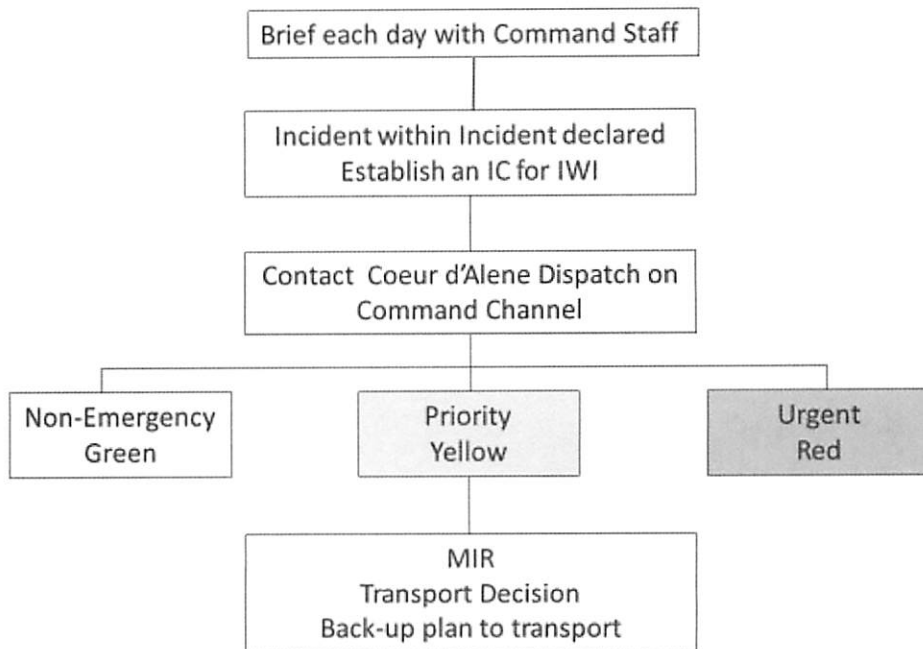 Brief each day with Command Staff
Incident within Incident declared
Establish an IC for IWI
Contact Coeur d'Alene Dispatch on
Command Channel
Non-Emergency
Green
Priority
Yellow
Urgent
Red
MIR
Transport Decision
Back-up plan to transport